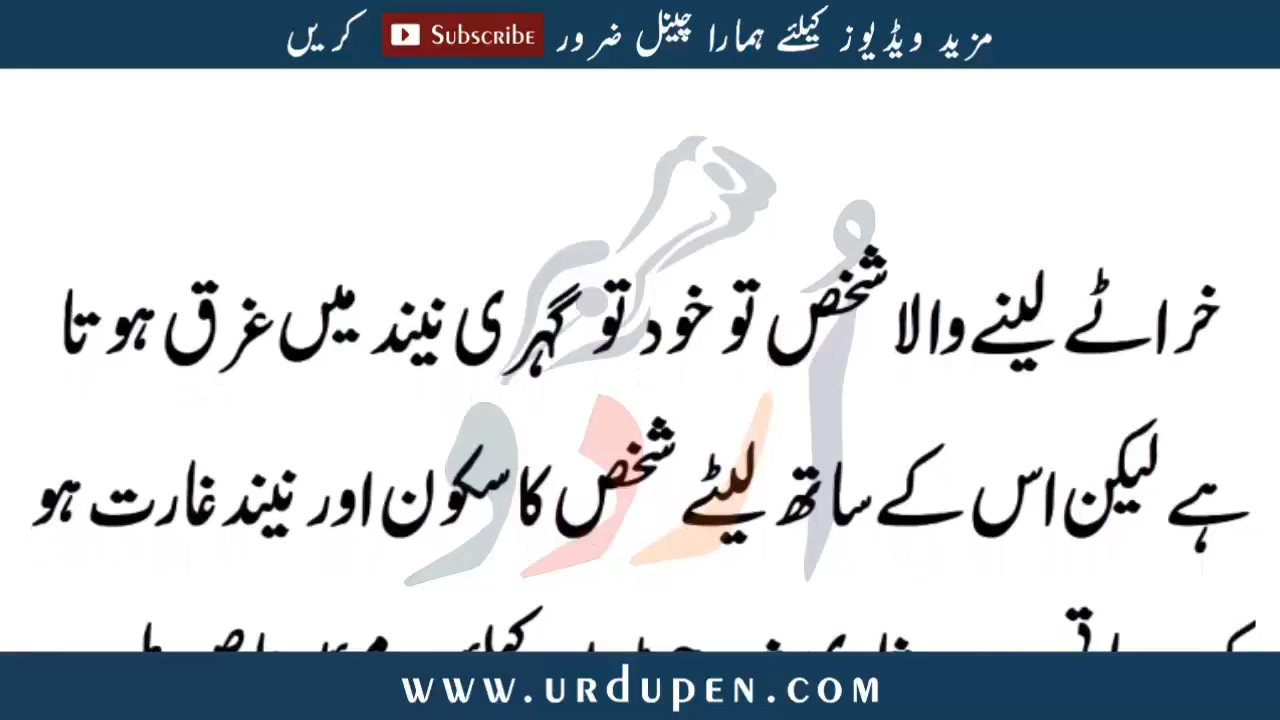 مزید ویڈیوز کیلئے ہمارا چینل ضرور Subscribe کریں
خراٹے لینے والا شخص تو خود تو گہری نیند میں غرق ہوتا
ہے لیکن اس کے ساتھ لیٹے شخص کا سکون اور نیند غارت ہو
www.urdupen.com